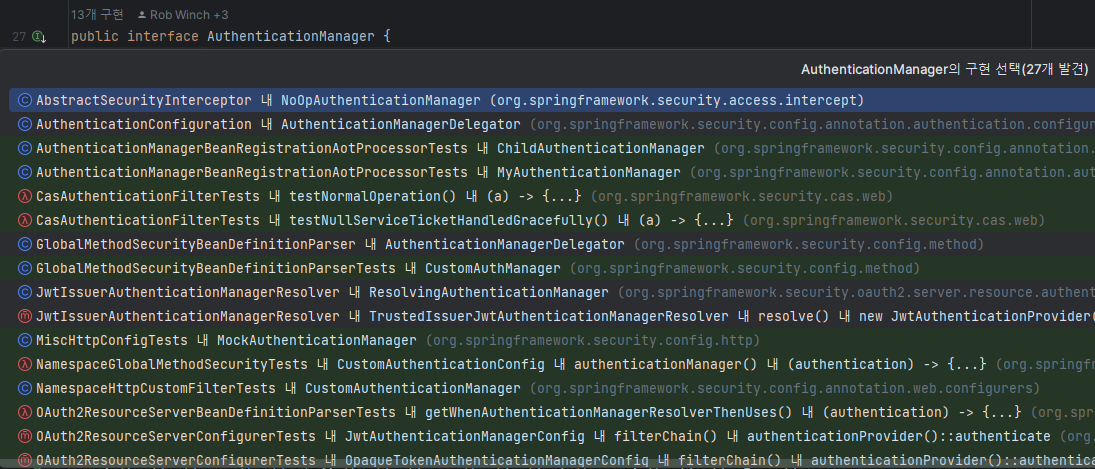 13개 구현 Rob Winch +3
27 public interface AuthenticationManager {
AuthenticationManager의 구현 선택(27개 발견)
AbstractSecurityInterceptor 내 NoOpAuthenticationManager (org.springframework.security.access.intercept)
AuthenticationConfiguration 내 AuthenticationManagerDelegator (org.springframework.security.config.annotation.authentication.configur
AuthenticationManagerBeanRegistrationAotProcessorTests 내 ChildAuthenticationManager (org.springframework.security.config.annotation.
AuthenticationManagerBeanRegistrationAotProcessorTests 내 MyAuthenticationManager (org.springframework.security.config.annotation.aut
CasAuthenticationFilterTests 내 testNormalOperation() 내 (a) -> {...} (org.springframework.security.cas.web)
CasAuthenticationFilterTests 내 testNullServiceTicketHandledGracefully() 내 (a) -> {...} (org.springframework.security.cas.web)
GlobalMethodSecurityBeanDefinitionParser 내 AuthenticationManagerDelegator (org.springframework.security.config.method)
GlobalMethodSecurityBeanDefinitionParserTests 내 CustomAuthManager (org.springframework.security.config.method)
JwtIssuerAuthenticationManagerResolver 내 ResolvingAuthenticationManager (org.springframework.security.oauth2.server.resource.authent
JwtIssuerAuthenticationManagerResolver 내 TrustedIssuerJwtAuthenticationManagerResolver 내 resolve() 내 new JwtAuthenticationProvider(
MiscHttpConfigTests 내 MockAuthenticationManager (org.springframework.security.config.http)
NamespaceGlobalMethodSecurityTests 내 CustomAuthenticationConfig 내 authenticationManager() 내 (authentication) -> {...} (org.springfr
NamespaceHttpCustomFilterTests 내 CustomAuthenticationManager (org.springframework.security.config.annotation.web.configurers)
OAuth2ResourceServerBeanDefinitionParserTests 내 getWhenAuthenticationManagerResolverThenUses() 내 (authentication) -> {...} (org.spr
OAuth2ResourceServerConfigurerTests 내 JwtAuthenticationManagerConfig 내 filterChain() 내 authenticationProvider()::authenticate (org.
OAuth2ResourceServerConfigurerTests 내 OpaqueTokenAuthenticationManagerConfig 내 filterChain() 내 authenticationProvider()::authentica